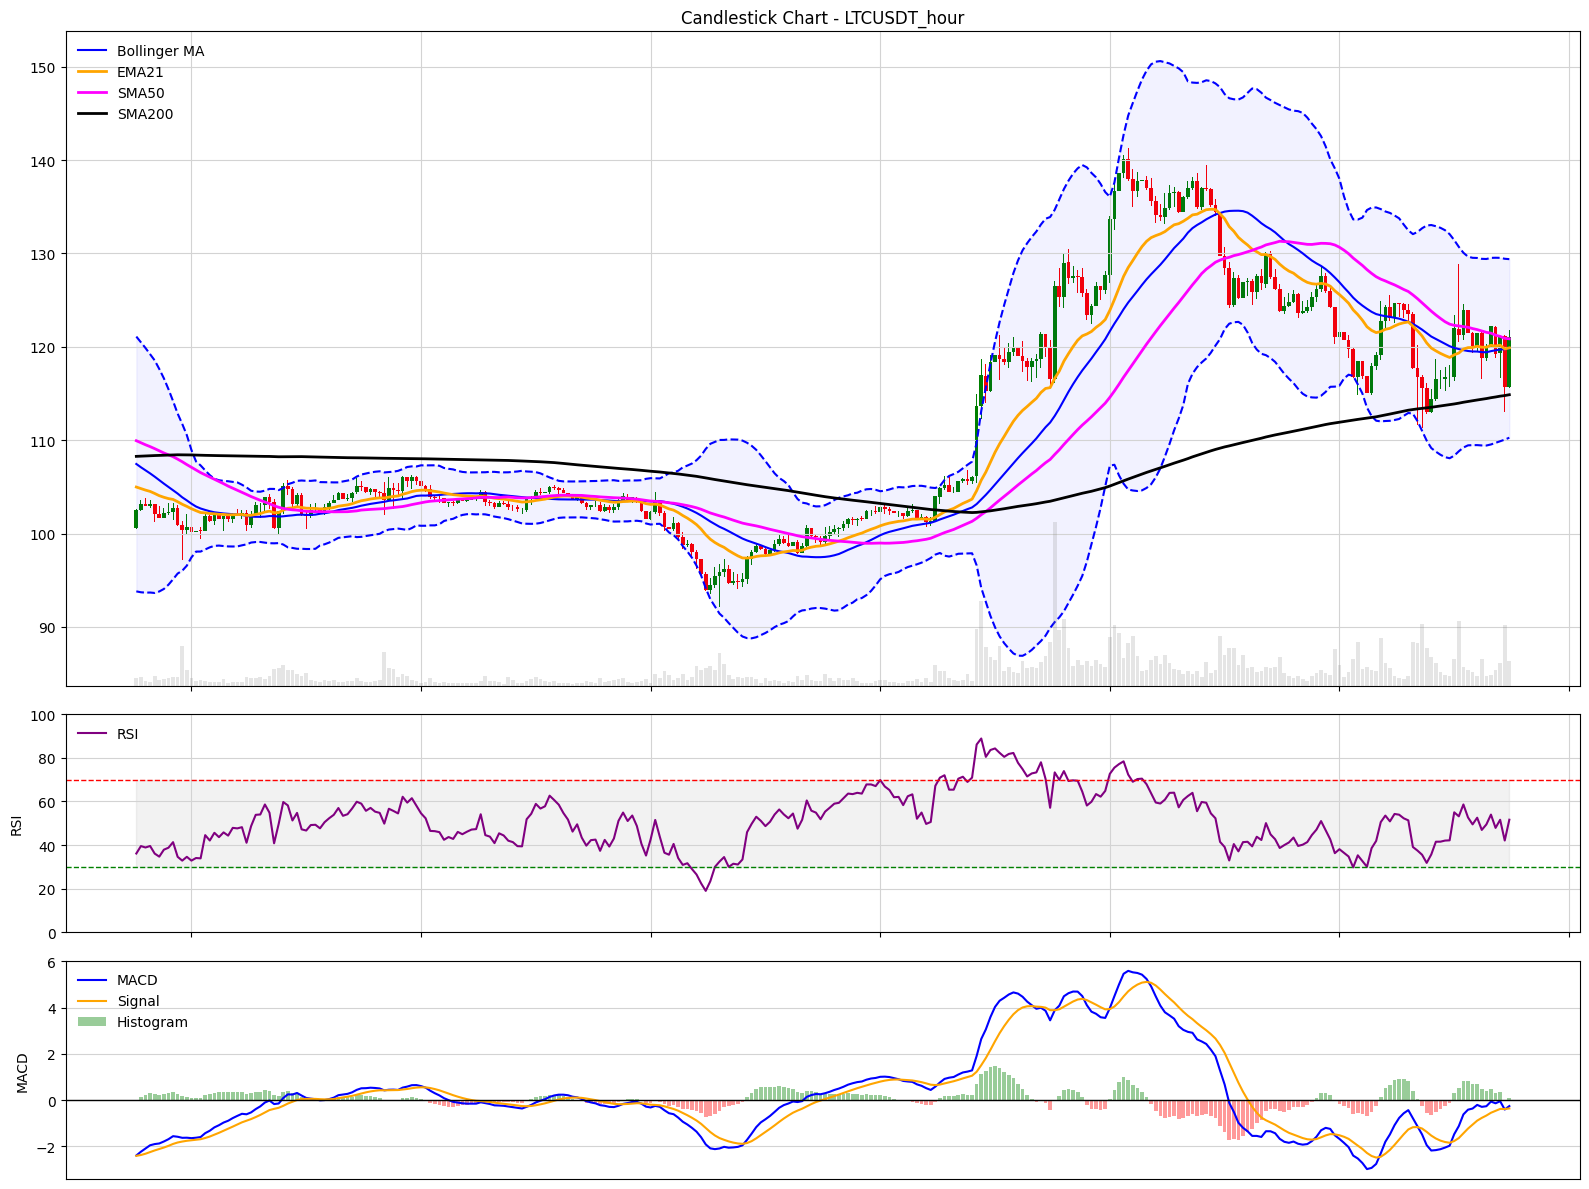 Candlestick Chart - LTCUSDT_hour
Bollinger MA
EMA21
SMA50
SMA200
150
140
130
120
110
100
90
RSI
100
80
60
40
20
0
RSI
MACD
Signal
Histogram
6
4
2
0
−2
MACD